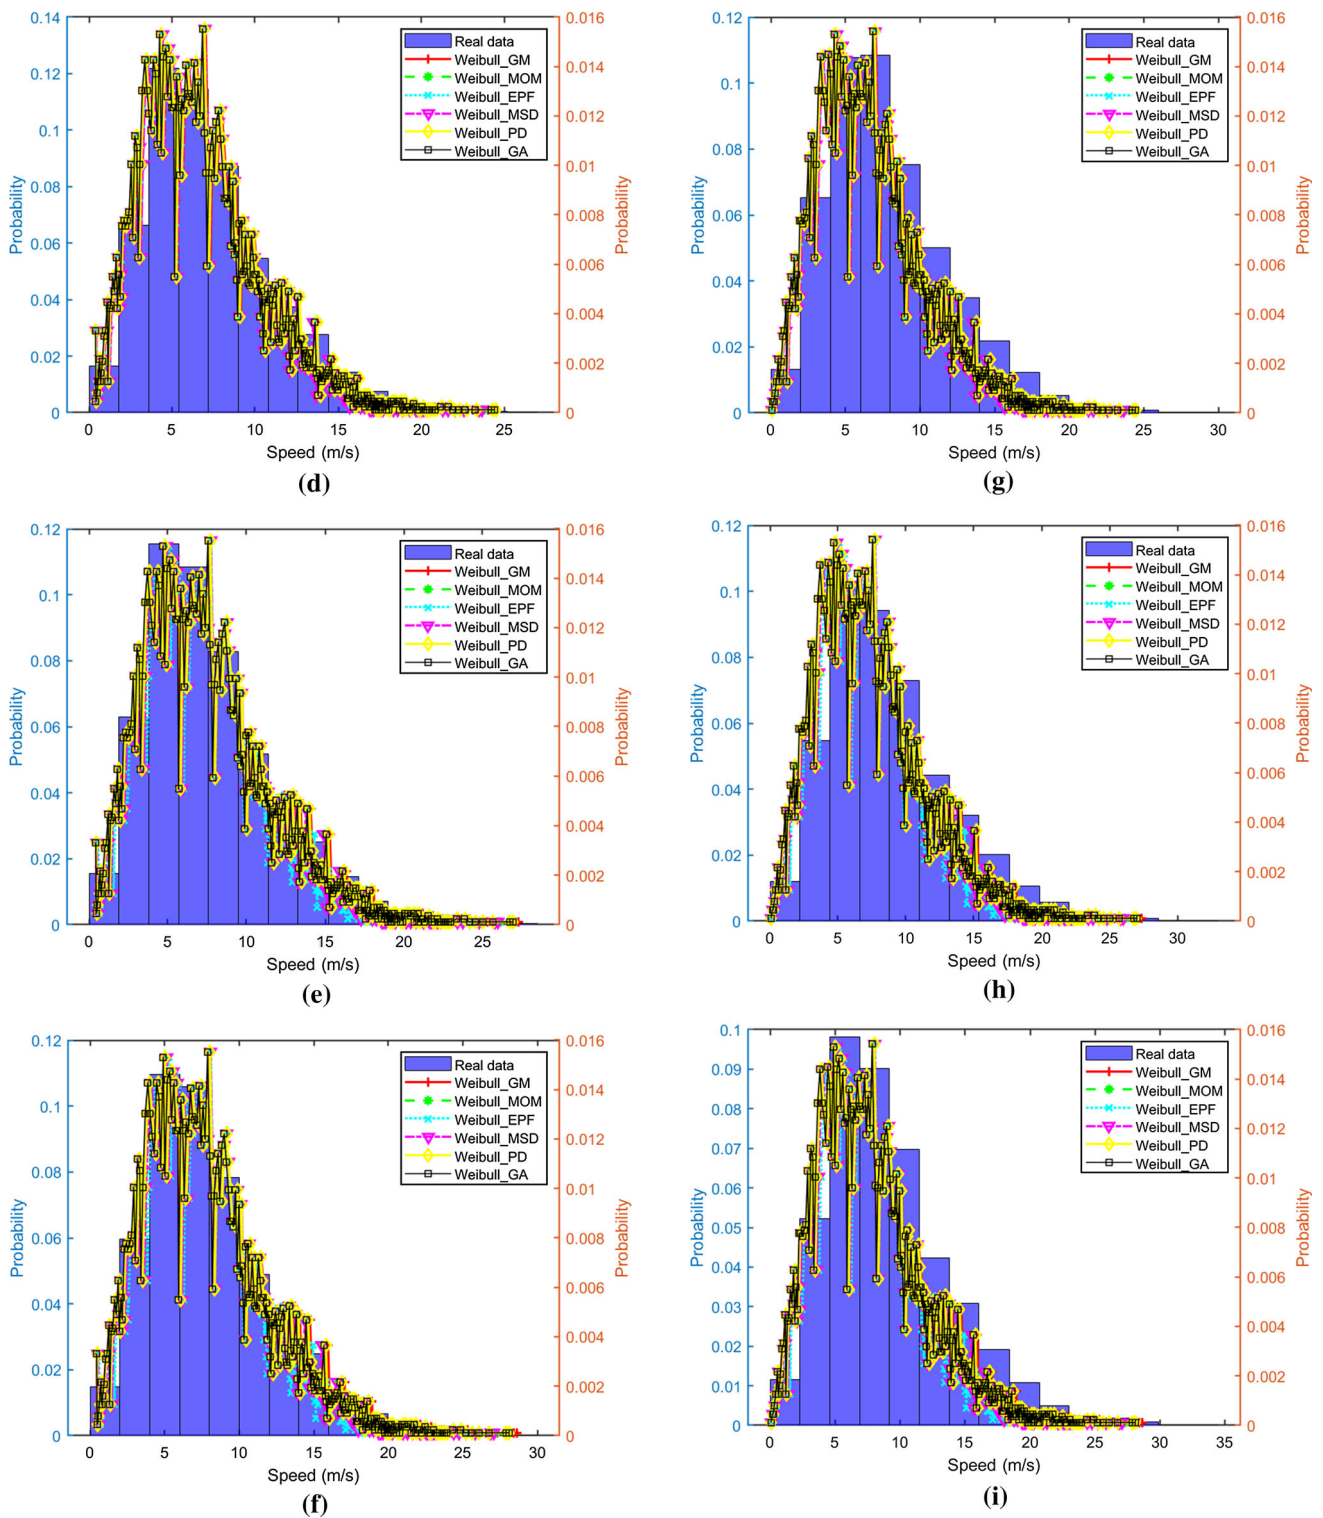 0.14
0.12
0.1
0.08
0.06
0.04
0.02
0
Probability
0.016
0.014
0.012
0.01
0.008
0.006
0.004
0.002
0
Probability
Real data
Weibull_GM
Weibull_MOM
Weibull_EPF
Weibull_MSD
Weibull_PD
Weibull_GA
0 5 10 15 20 25
Speed (m/s)
(d)
0.12
0.1
0.08
0.06
0.04
0.02
0
Probability
0.016
0.014
0.012
0.01
0.008
0.006
0.004
0.002
0
Probability
Real data
Weibull_GM
Weibull_MOM
Weibull_EPF
Weibull_MSD
Weibull_PD
Weibull_GA
0 5 10 15 20 25 30
Speed (m/s)
(g)
0.12
0.1
0.08
0.06
0.04
0.02
0
Probability
0.016
0.014
0.012
0.01
0.008
0.006
0.004
0.002
0
Probability
Real data
Weibull_GM
Weibull_MOM
Weibull_EPF
Weibull_MSD
Weibull_PD
Weibull_GA
0 5 10 15 20 25
Speed (m/s)
(e)
0.12
0.1
0.08
0.06
0.04
0.02
0
Probability
0.016
0.014
0.012
0.01
0.008
0.006
0.004
0.002
0
Probability
Real data
Weibull_GM
Weibull_MOM
Weibull_EPF
Weibull_MSD
Weibull_PD
Weibull_GA
0 5 10 15 20 25 30
Speed (m/s)
(h)
0.12
0.1
0.08
0.06
0.04
0.02
0
Probability
0.016
0.014
0.012
0.01
0.008
0.006
0.004
0.002
0
Probability
Real data
Weibull_GM
Weibull_MOM
Weibull_EPF
Weibull_MSD
Weibull_PD
Weibull_GA
0 5 10 15 20 25 30
Speed (m/s)
(f)
0.1
0.09
0.08
0.07
0.06
0.05
0.04
0.03
0.02
0.01
0
Probability
0.016
0.014
0.012
0.01
0.008
0.006
0.004
0.002
0
Probability
Real data
Weibull_GM
Weibull_MOM
Weibull_EPF
Weibull_MSD
Weibull_PD
Weibull_GA
0 5 10 15 20 25 30 35
Speed (m/s)
(i)